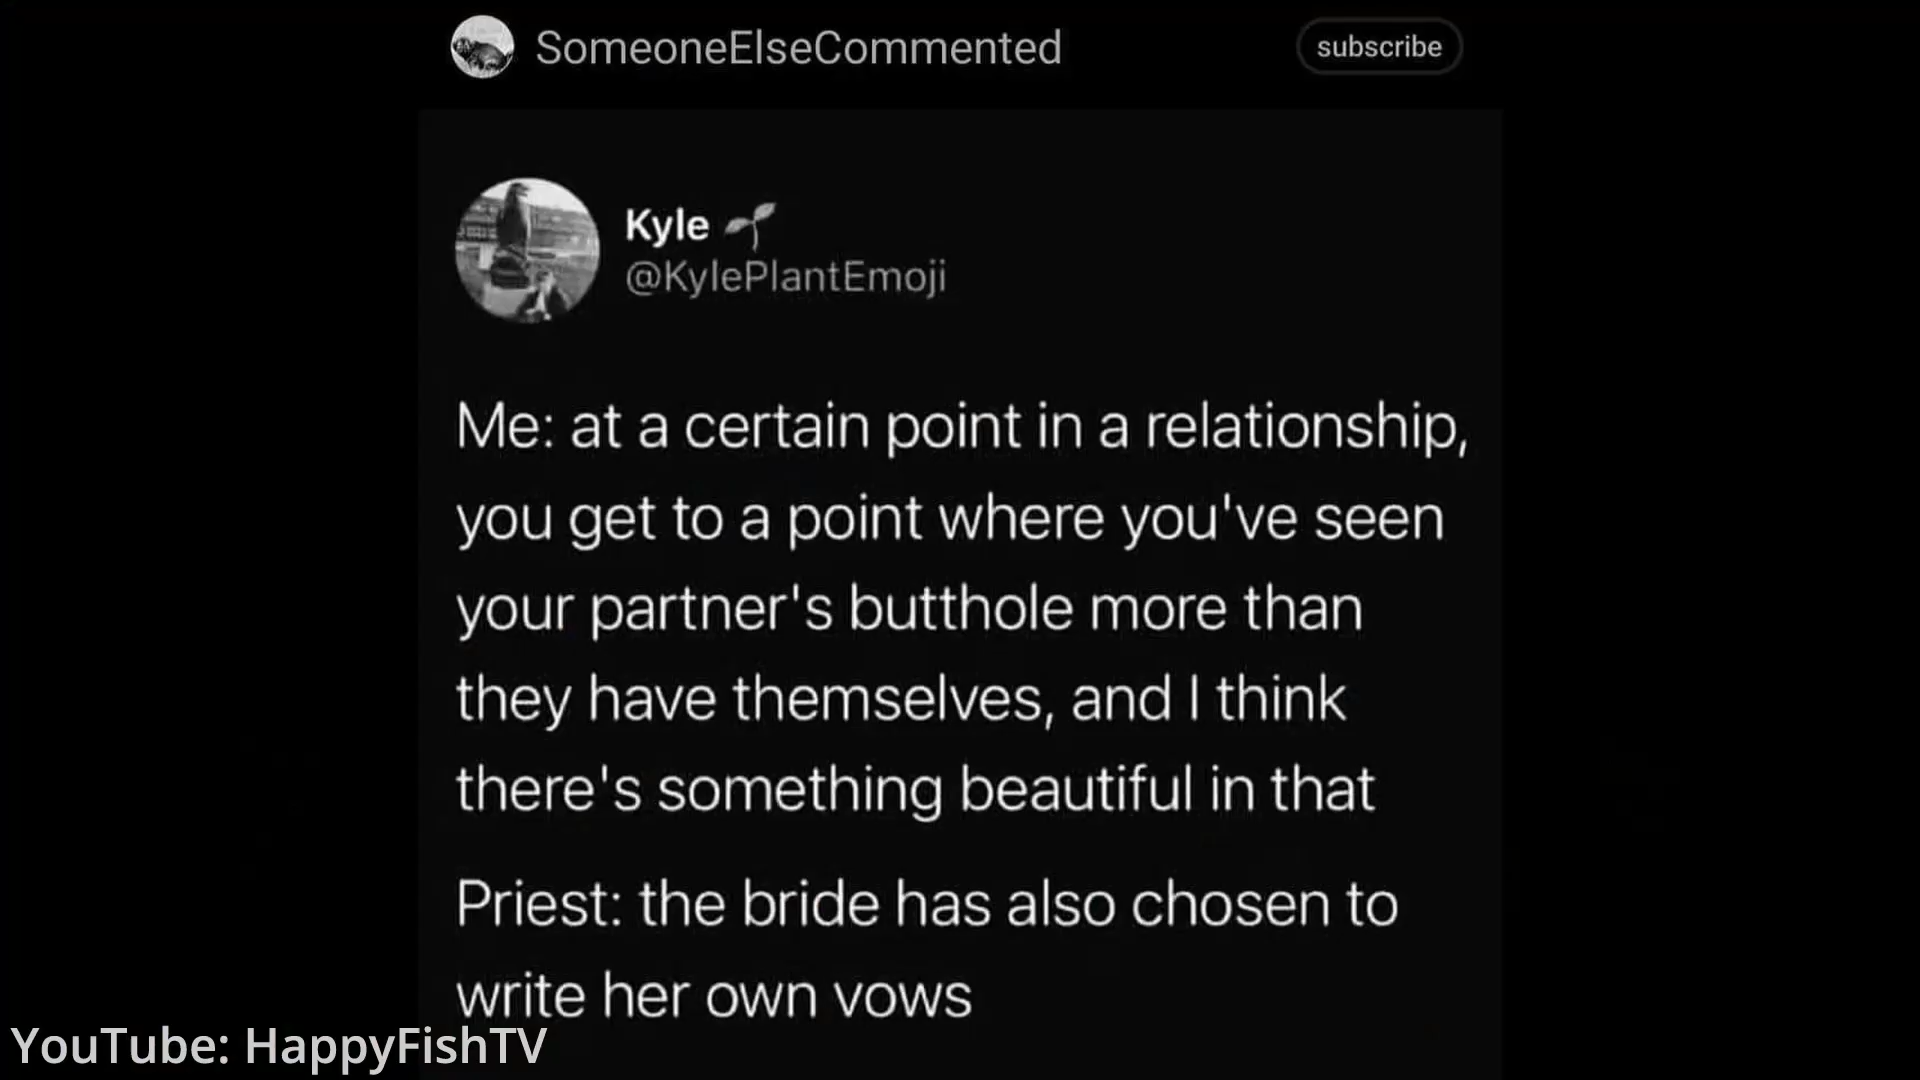 SomeoneElseCommented
subscribe
Kyle 🌱
@KylePlantEmoji
Me: at a certain point in a relationship,
you get to a point where you've seen
your partner's butthole more than
they have themselves, and I think
there's something beautiful in that
Priest: the bride has also chosen to
write her own vows
YouTube: HappyFishTV